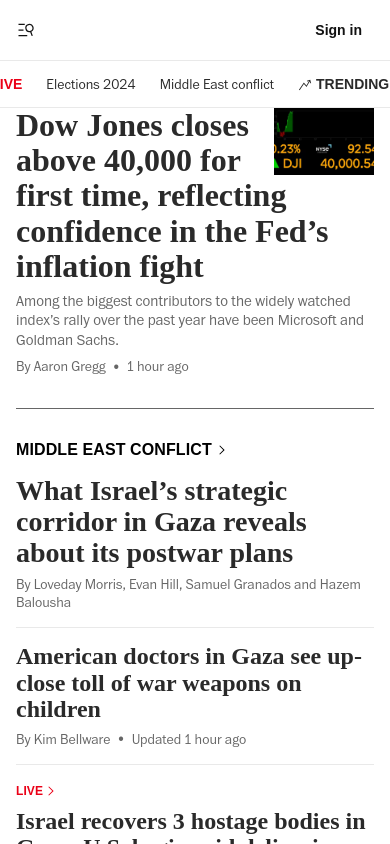 Sign in
IVE Elections 2024 Middle East conflict TRENDING
Dow Jones closes
above 40,000 for
first time, reflecting
confidence in the Fed’s
inflation fight
0.23% NYSE 92.54
DJI 40,000.54
Among the biggest contributors to the widely watched
index's rally over the past year have been Microsoft and
Goldman Sachs.
By Aaron Gregg • 1 hour ago
MIDDLE EAST CONFLICT
What Israel’s strategic
corridor in Gaza reveals
about its postwar plans
By Loveday Morris, Evan Hill, Samuel Granados and Hazem
Balousha
American doctors in Gaza see up-
close toll of war weapons on
children
By Kim Bellware • Updated 1 hour ago
LIVE
Israel recovers 3 hostage bodies in